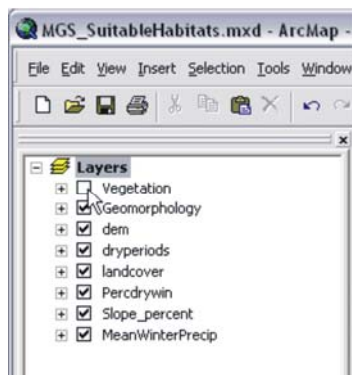 MGS_SuitableHabitats.mxd - ArcMap -
File Edit View Insert Selection Tools Window
Layers
Vegetation
Geomorphology
dem
dryperiods
landcover
Percdrywin
Slope_percent
MeanWinterPrecip